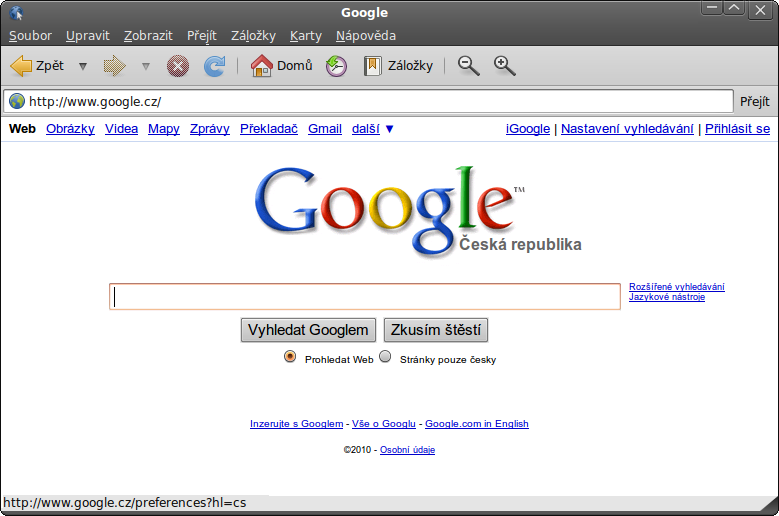 Google
Soubor Upravit Zobrazit Přejít Záložky Karty Nápověda
Zpět Domů Záložky
http://www.google.cz/ Přejít
Web Obrázky Videa Mapy Zprávy Překladač Gmail další ▼ iGoogle | Nastavení vyhledávání | Přihlásit se
Google™
Česká republika
Rozšířené vyhledávání
Jazykové nástroje
Vyhledat Googlem Zkusím štěstí
Prohledat Web Stránky pouze česky
Inzerujte s Googlem - Vše o Googlu - Google.com in English
©2010 - Osobní údaje
http://www.google.cz/preferences?hl=cs